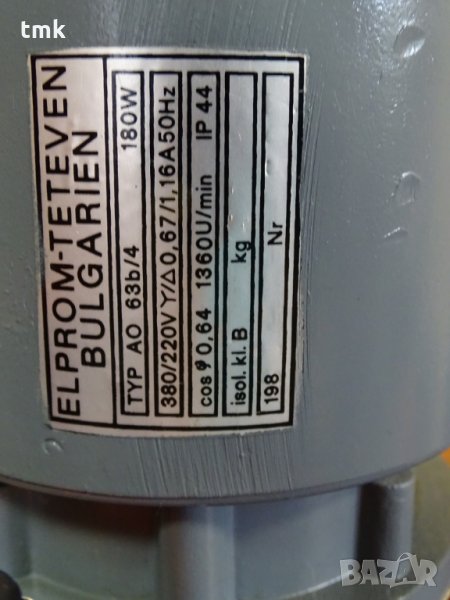 tmk
ELPROM-TETEVEN
BULGARIEN
TYP AO 63b/4 180W
380/220V Y/Δ 0,67/1,16A 50Hz
cos φ 0,64 1360U/min IP 44
isol. kl. B kg
198 Nr
BAZAR